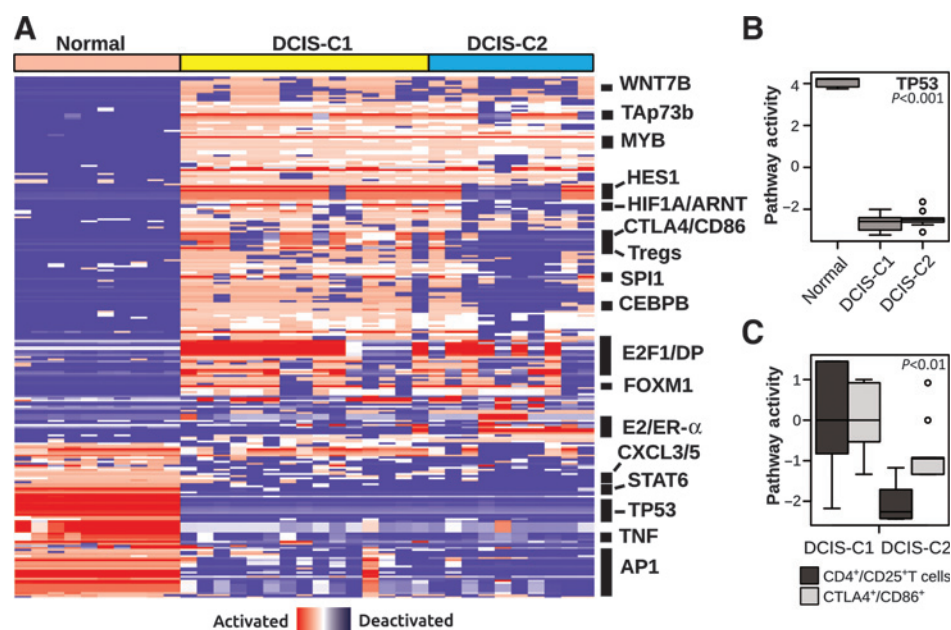 A
Normal
DCIS-C1
DCIS-C2
WNT7B
TAp73b
MYB
HES1
HIF1A/ARNT
CTLA4/CD86
Tregs
SPI1
CEBPB
E2F1/DP
FOXM1
E2/ER-α
CXCL3/5
STAT6
TP53
TNF
AP1
Activated
Deactivated
B
Pathway activity
4
2
0
−2
TP53
P<0.001
Normal
DCIS-C1
DCIS-C2
C
Pathway activity
1
0
−1
−2
P<0.01
DCIS-C1
DCIS-C2
CD4⁺/CD25⁺T cells
CTLA4⁺/CD86⁺